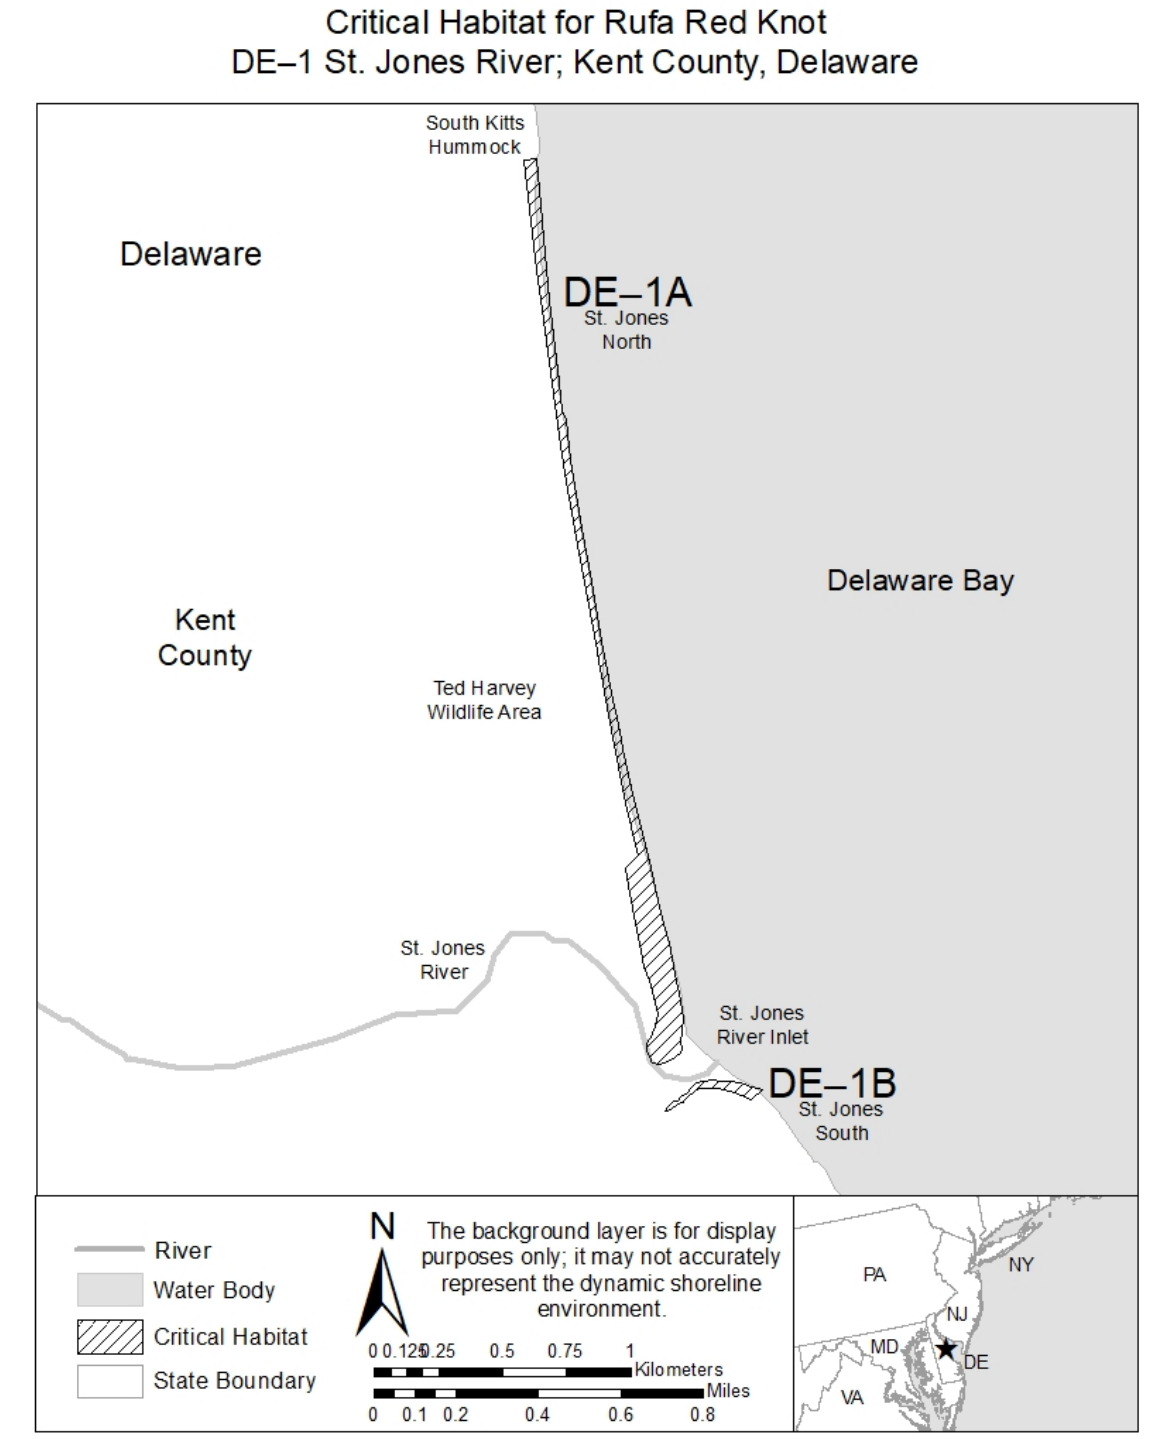 Critical Habitat for Rufa Red Knot
DE–1 St. Jones River; Kent County, Delaware
South Kitts
Hummock
Delaware
DE–1A
St. Jones
North
Delaware Bay
Kent
County
Ted Harvey
Wildlife Area
St. Jones
River
St. Jones
River Inlet
DE–1B
St. Jones
South
River
Water Body
Critical Habitat
State Boundary
N
The background layer is for display
purposes only; it may not accurately
represent the dynamic shoreline
environment.
0 0.125 0.25 0.5 0.75 1
Kilometers
Miles
0 0.1 0.2 0.4 0.6 0.8
PA
NY
NJ
MD
DE
VA